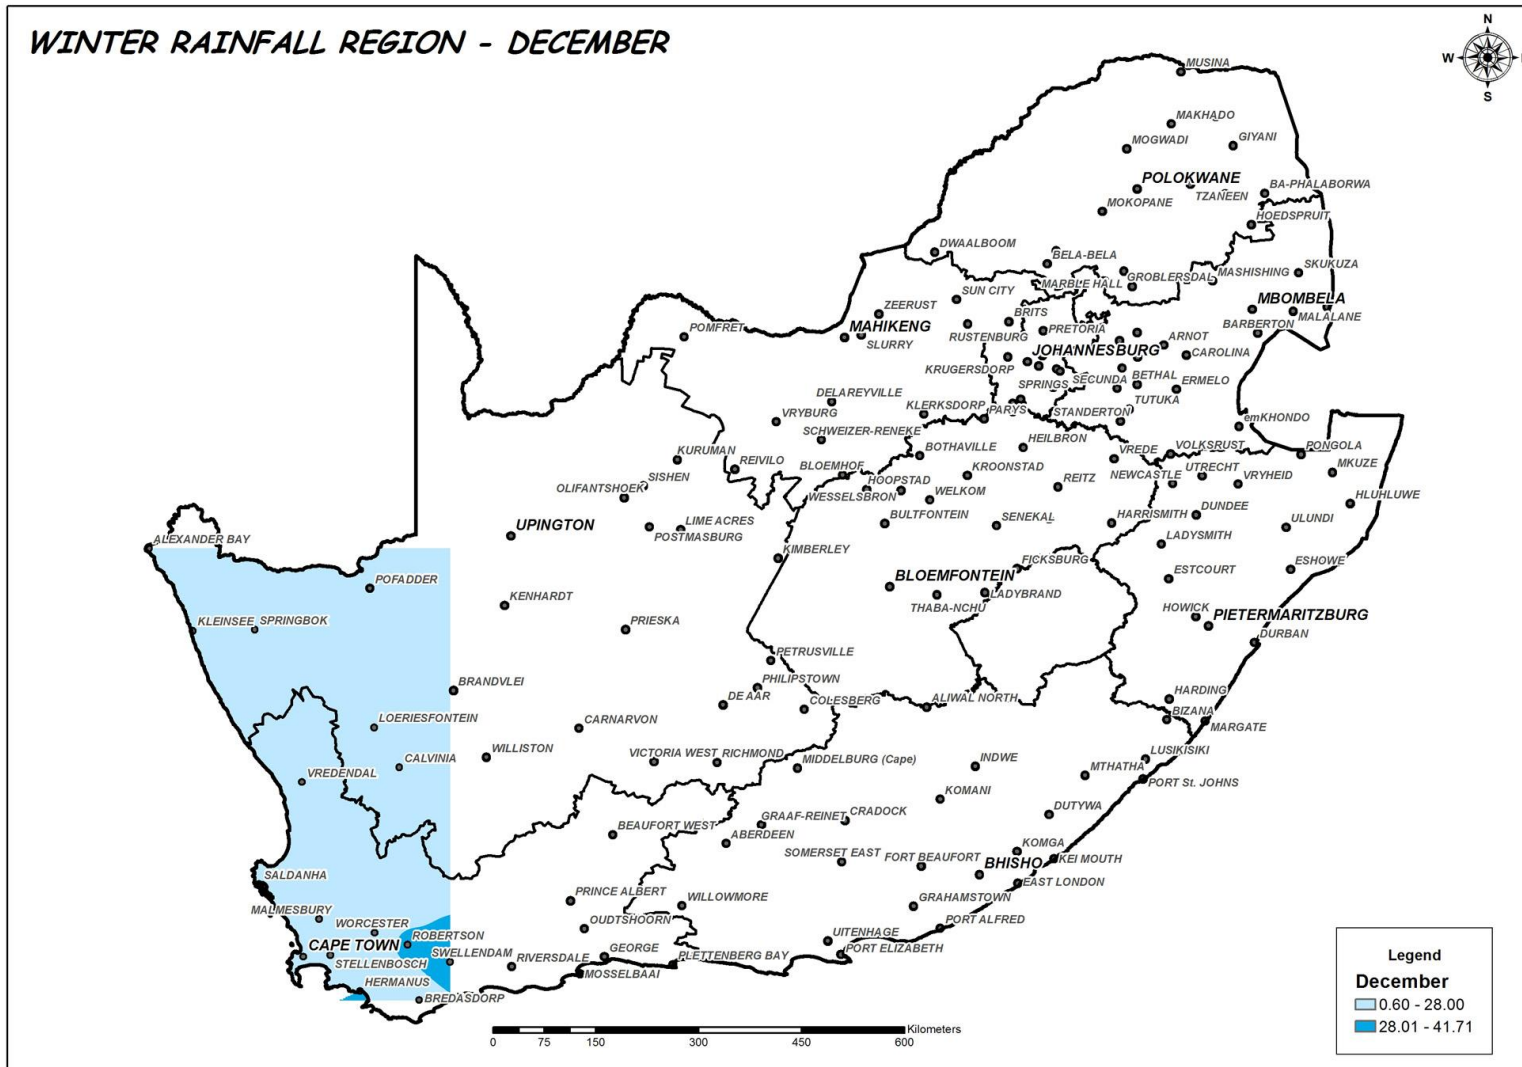 WINTER RAINFALL REGION - DECEMBER
N
W
S
MUSINA
MAKHADO
MOGWADI
GIYANI
POLOKWANE
TZANEEN
BA-PHALABORWA
MOKOPANE
HOEDSPRUIT
DWAALBOOM
BELA-BELA
MARBLE HALL
GROBLERSDAL
MASHISHING
SKUKUZA
SUN CITY
ZEERUST
MAHIKENG
SLURRY
POMFRET
BRITS
RUSTENBURG
PRETORIA
JOHANNESBURG
MBOMBELA
MALALANE
BARBERTON
ARNOT
CAROLINA
KRUGERSDORP
SPRINGS
SECUNDA
BETHAL
ERMELO
TUTUKA
DELAREYVILLE
VRYBURG
KLERKSDORP
PARYS
STANDERTON
emKHONDO
SCHWEIZER-RENEKE
BOTHAVILLE
HEILBRON
VREDE
VOLKSRUST
PONGOLA
KURUMAN
REIVILO
BLOEMHOF
KROONSTAD
NEWCASTLE
UTRECHT
VRYHEID
MKUZE
SISHEN
OLIFANTSHOEK
HOOPSTAD
WESSELSBRON
WELKOM
REITZ
HLUHLUWE
UPINGTON
LIME ACRES
POSTMASBURG
BULTFONTEIN
SENEKAL
HARRISMITH
DUNDEE
ULUNDI
ALEXANDER BAY
KIMBERLEY
LADYSMITH
FICKSBURG
ESHOWE
POFADDER
BLOEMFONTEIN
LADYBRAND
ESTCOURT
KENHARDT
THABA-NCHU
HOWICK
PIETERMARITZBURG
KLEINSEE
SPRINGBOK
PRIESKA
DURBAN
PETRUSVILLE
BRANDVLEI
PHILIPSTOWN
DE AAR
COLESBERG
ALIWAL NORTH
HARDING
BIZANA
MARGATE
LOERIESFONTEIN
CARNARVON
CALVINIA
WILLISTON
VICTORIA WEST
RICHMOND
MIDDELBURG (Cape)
INDWE
LUSIKISIKI
MTHATHA
PORT St. JOHNS
VREDENDAL
KOMANI
DUTYWA
BEAUFORT WEST
GRAAF-REINET
CRADOCK
ABERDEEN
SOMERSET EAST
FORT BEAUFORT
KOMGA
BHISHO
KEI MOUTH
EAST LONDON
SALDANHA
PRINCE ALBERT
WILLOWMORE
GRAHAMSTOWN
MALMESBURY
WORCESTER
OUDTSHOORN
PORT ALFRED
UITENHAGE
CAPE TOWN
ROBERTSON
SWELLENDAM
GEORGE
PLETTENBERG BAY
PORT ELIZABETH
STELLENBOSCH
RIVERSDALE
MOSSELBAAI
HERMANUS
BREDASDORP
Kilometers
0 75 150 300 450 600
Legend
December
0.60 - 28.00
28.01 - 41.71